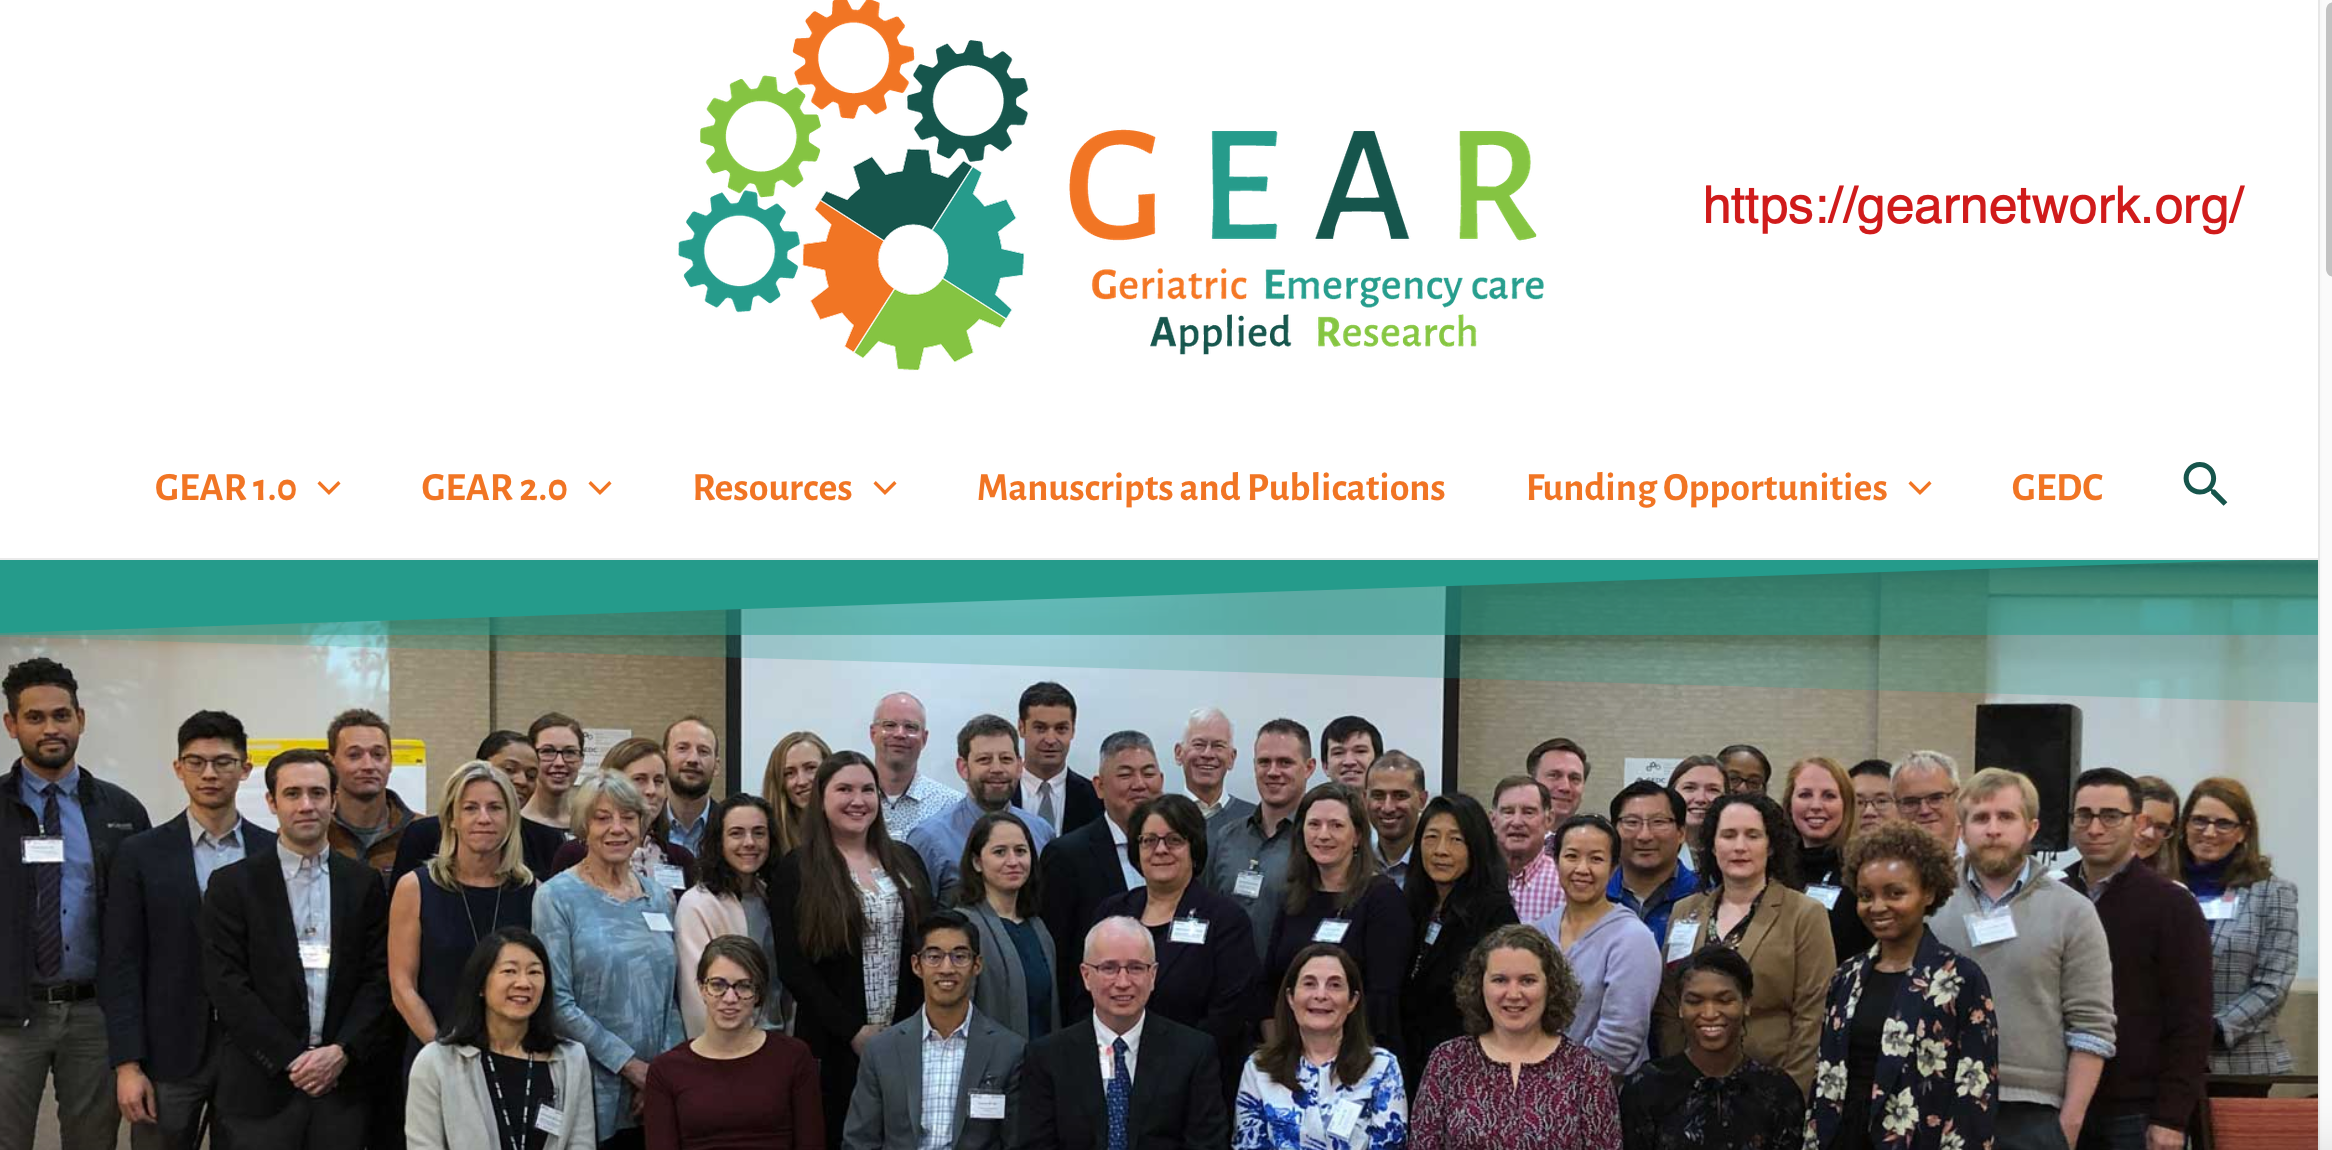 G E A R
Geriatric Emergency care
Applied Research
https://gearnetwork.org/
GEAR 1.0
GEAR 2.0
Resources
Manuscripts and Publications
Funding Opportunities
GEDC
GEDC